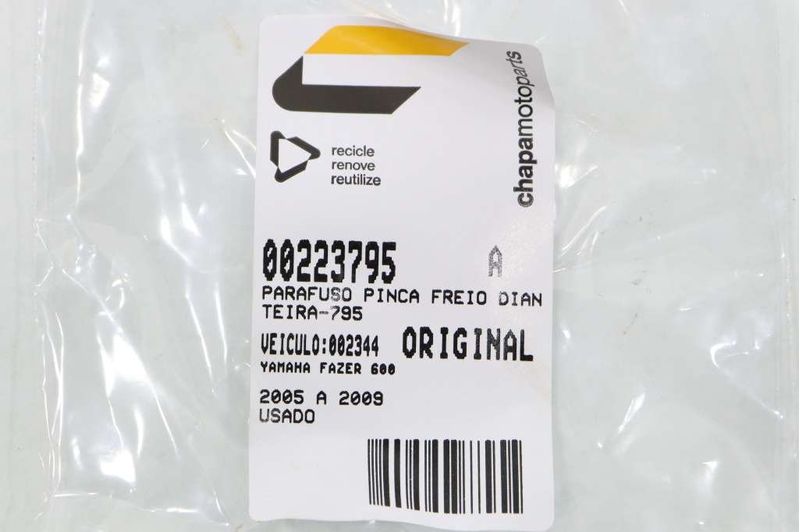 chapamotoparts
recicle
renove
reutilize
00223795 A
PARAFUSO PINCA FREIO DIAN
TEIRA-795
VEICULO:002344 ORIGINAL
YAMAHA FAZER 600
2005 A 2009
USADO